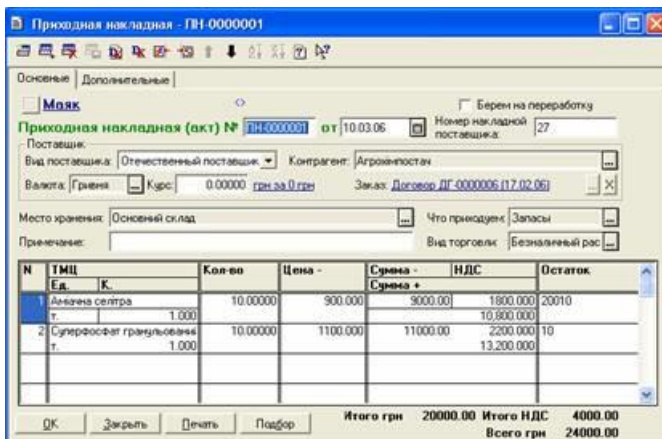 Приходная накладная - ПН-0000001
Основные Дополнительные
Маяк Берем на переработку
Приходная накладная (акт) № ПН-0000001 от 10.03.06 Номер накладной поставщика: 27
Поставщик
Вид поставщика: Отечественный поставщик Контрагент: Агрохімпостач
Валюта: Гривня Курс: 0.00000 грн за 0 грн Заказ: Договор ДГ-0000006 (17.02.06)
Место хранения: Основний склад Что приходуем: Запасы
Примечание: Вид торговли: Безналичный рас
N ТМЦ Кол-во Цена - Сумма - НДС Остаток
Ед. К. Сумма +
1 Аміачна селітра 10.00000 900.000 9000.00 1800.000 20010
т. 1.000 10,800.000
2 Суперфосфат гранульовани 10.00000 1100.000 11000.00 2200.000 10
т. 1.000 13,200.000
Итого грн 20000.00 Итого НДС 4000.00
OK Закрыть Печать Подбор Всего грн 24000.00